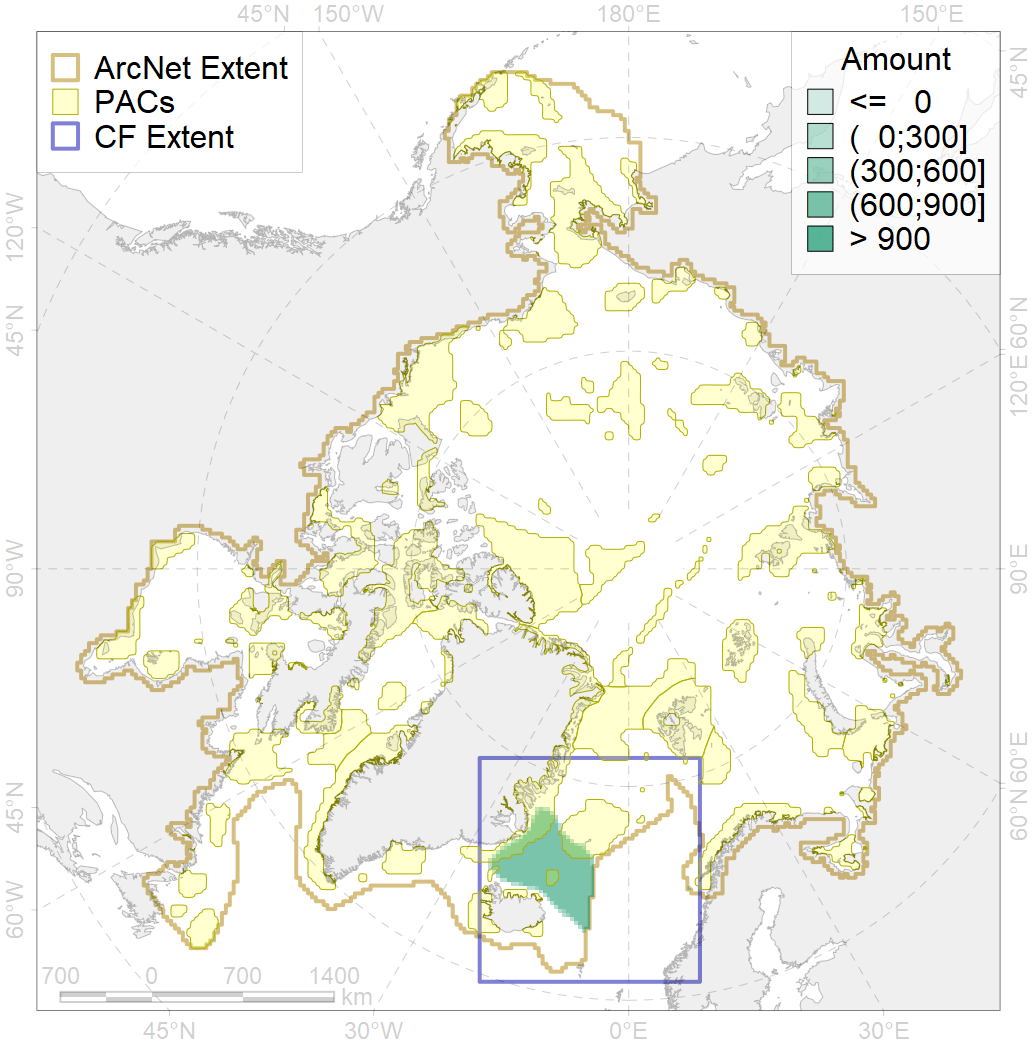 45°N 150°W 180°E 150°E
ArcNet Extent
PACs
CF Extent
Amount
<= 0
( 0;300]
(300;600]
(600;900]
> 900
45°N
120°W
60°N
45°N
120°E
90°W
90°E
60°E
45°N
60°N
60°W
700 0 700 1400
km
45°N 30°W 0°E 30°E